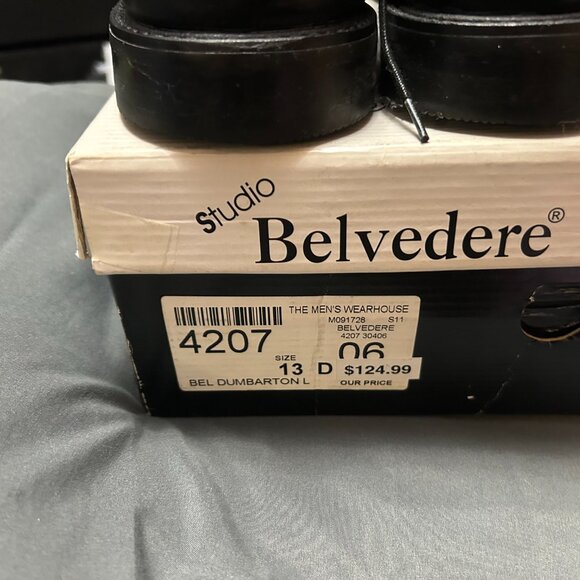 Studio
Belvedere®
THE MEN'S WEARHOUSE
M091728 S11
BELVEDERE
4207 30406
4207
06
SIZE
13 D $124.99
BEL DUMBARTON L OUR PRICE